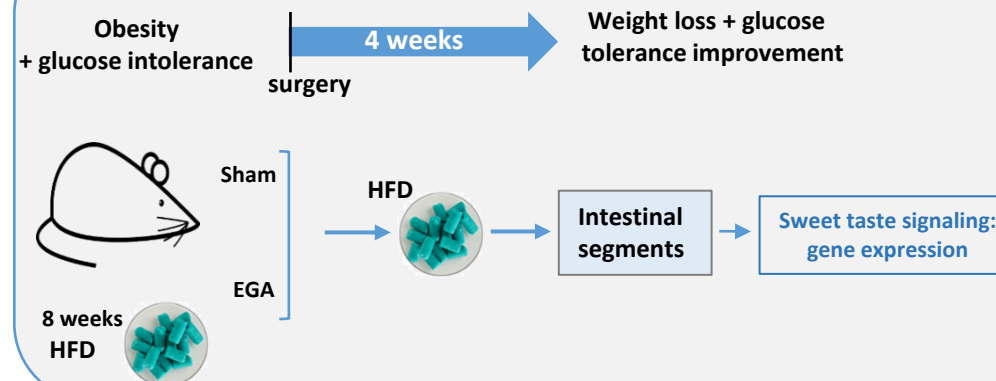 Obesity
+ glucose intolerance
surgery
4 weeks
Weight loss + glucose
tolerance improvement
Sham
EGA
8 weeks
HFD
HFD
Intestinal
segments
Sweet taste signaling:
gene expression